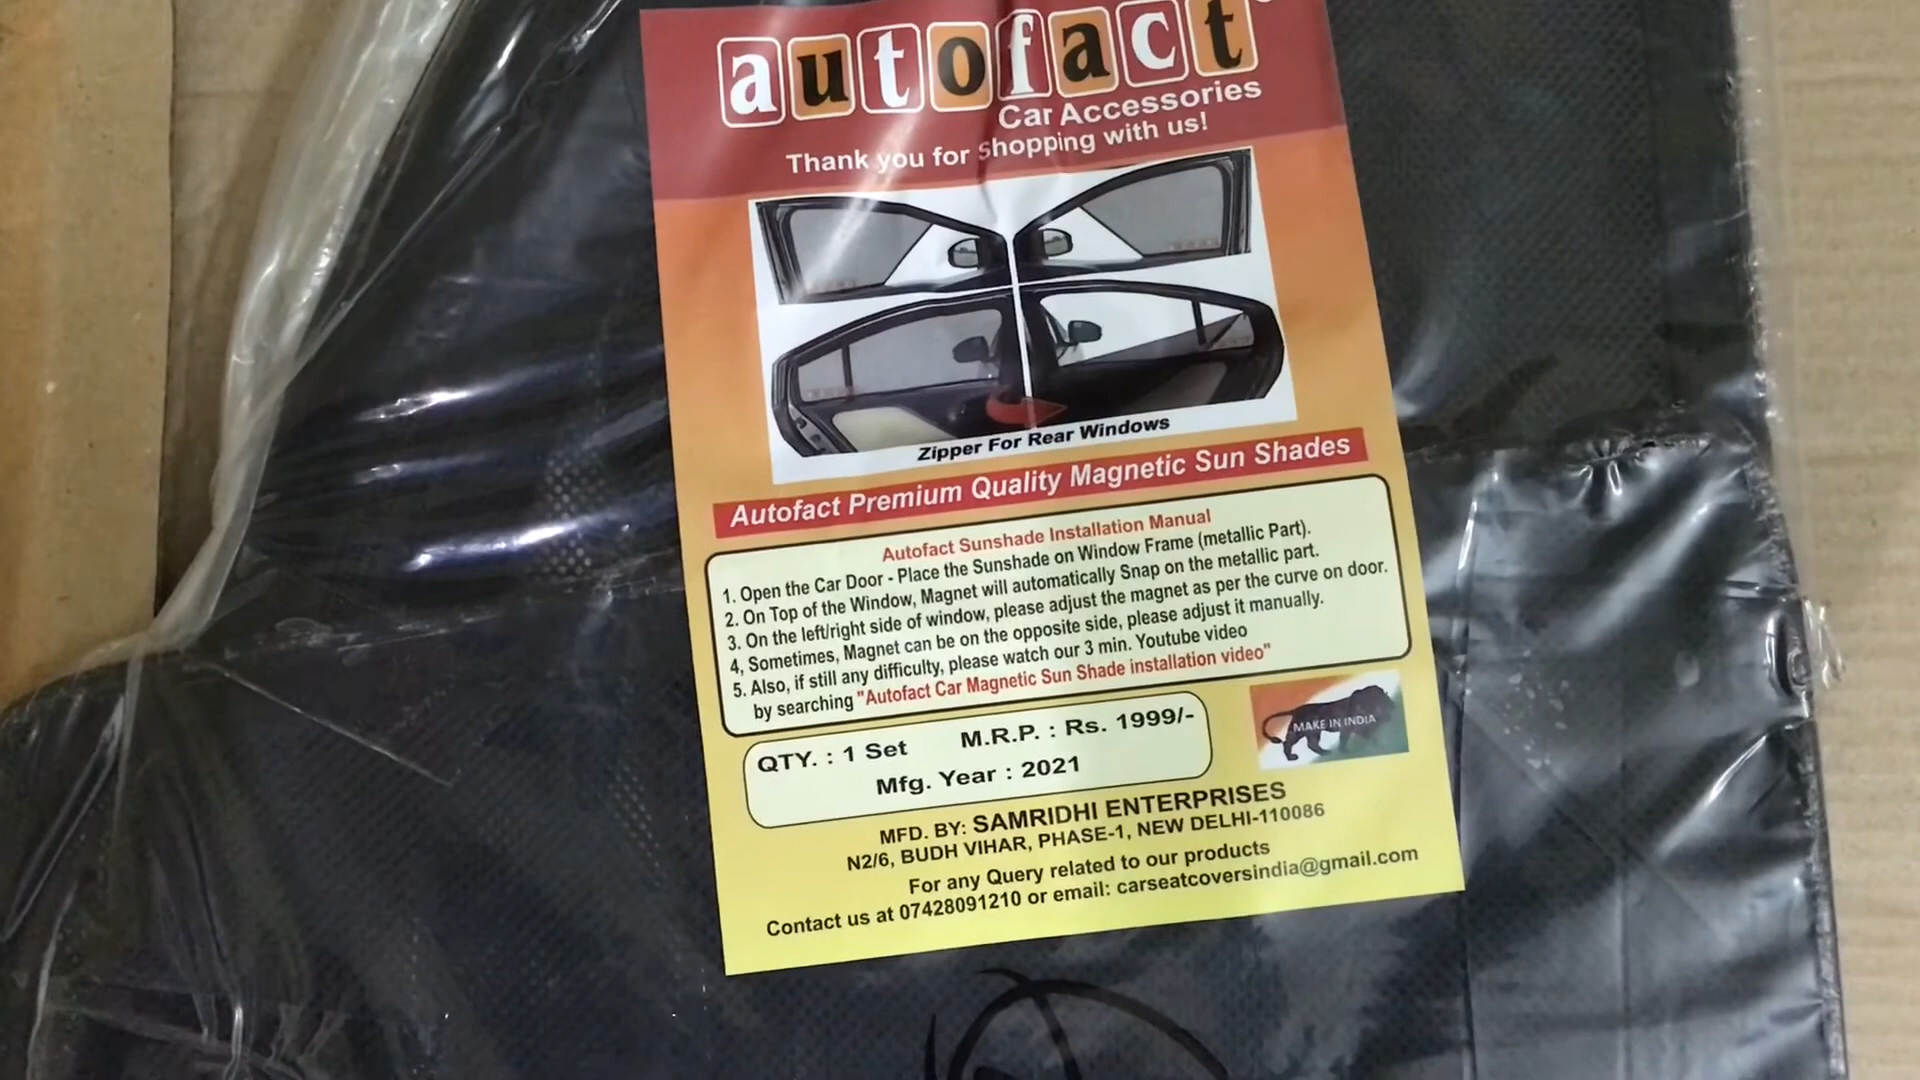 autofact
Car Accessories
Thank you for Shopping with us!
Zipper For Rear Windows
Autofact Premium Quality Magnetic Sun Shades
Autofact Sunshade Installation Manual
1. Open the Car Door - Place the Sunshade on Window Frame (metallic Part).
2. On Top of the Window, Magnet will automatically Snap on the metallic part.
3. On the left/right side of window, please adjust the magnet as per the curve on door.
4, Sometimes, Magnet can be on the opposite side, please adjust it manually.
5. Also, if still any difficulty, please watch our 3 min. Youtube video
by searching "Autofact Car Magnetic Sun Shade installation video"
QTY. : 1 Set M.R.P. : Rs. 1999/-
Mfg. Year : 2021
MAKE IN INDIA
MFD. BY: SAMRIDHI ENTERPRISES
N2/6, BUDH VIHAR, PHASE-1, NEW DELHI-110086
For any Query related to our products
Contact us at 07428091210 or email: carseatcoversindia@gmail.com